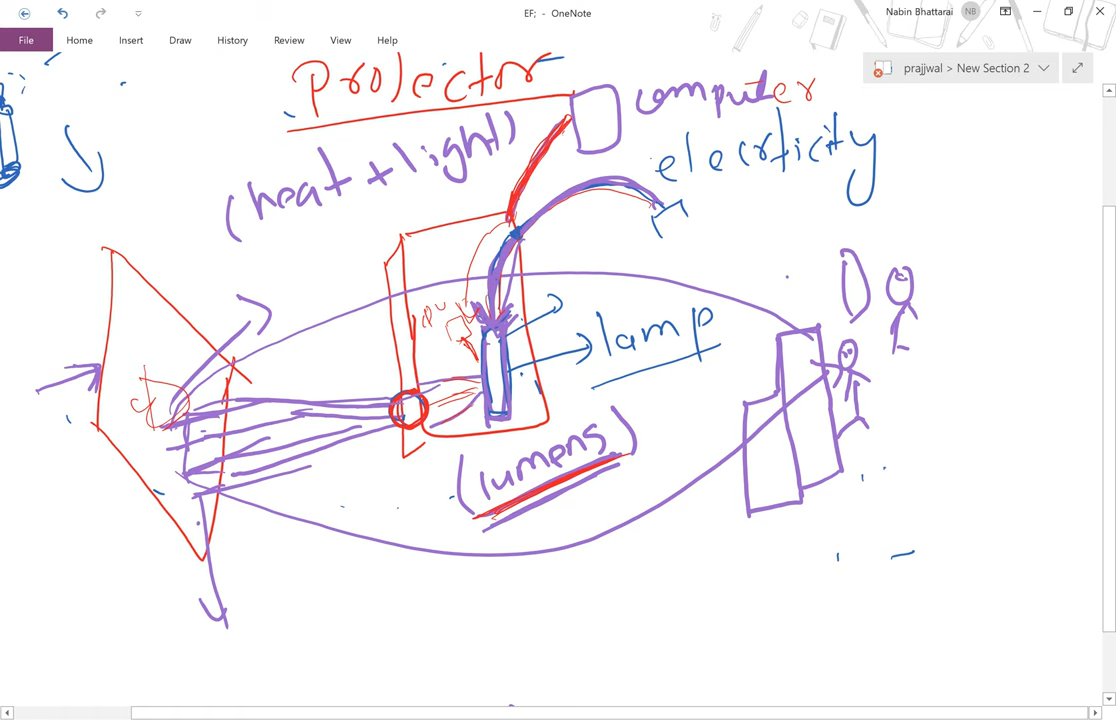 EF; - OneNote
Nabin Bhattarai
NB
File Home Insert Draw History Review View Help
prajjwal > New Section 2
Projector
computer
(heat + light)
elecrticity
lamp
(lumens)